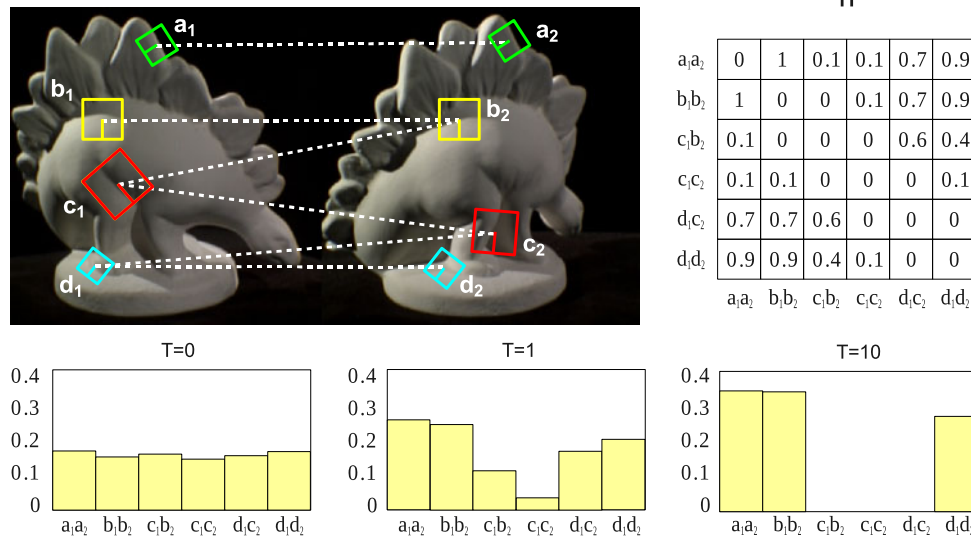 a₁
a₂
b₁
b₂
c₁
c₂
d₁
d₂
a₁a₂ 0 1 0.1 0.1 0.7 0.9
b₁b₂ 1 0 0 0.1 0.7 0.9
c₁b₂ 0.1 0 0 0 0.6 0.4
c₁c₂ 0.1 0.1 0 0 0 0.1
d₁c₂ 0.7 0.7 0.6 0 0 0
d₁d₂ 0.9 0.9 0.4 0.1 0 0
a₁a₂ b₁b₂ c₁b₂ c₁c₂ d₁c₂ d₁d₂
T=0
0.4
0.3
0.2
0.1
0
a₁a₂ b₁b₂ c₁b₂ c₁c₂ d₁c₂ d₁d₂
T=1
0.4
0.3
0.2
0.1
0
a₁a₂ b₁b₂ c₁b₂ c₁c₂ d₁c₂ d₁d₂
T=10
0.4
0.3
0.2
0.1
0
a₁a₂ b₁b₂ c₁b₂ c₁c₂ d₁c₂ d₁d₂